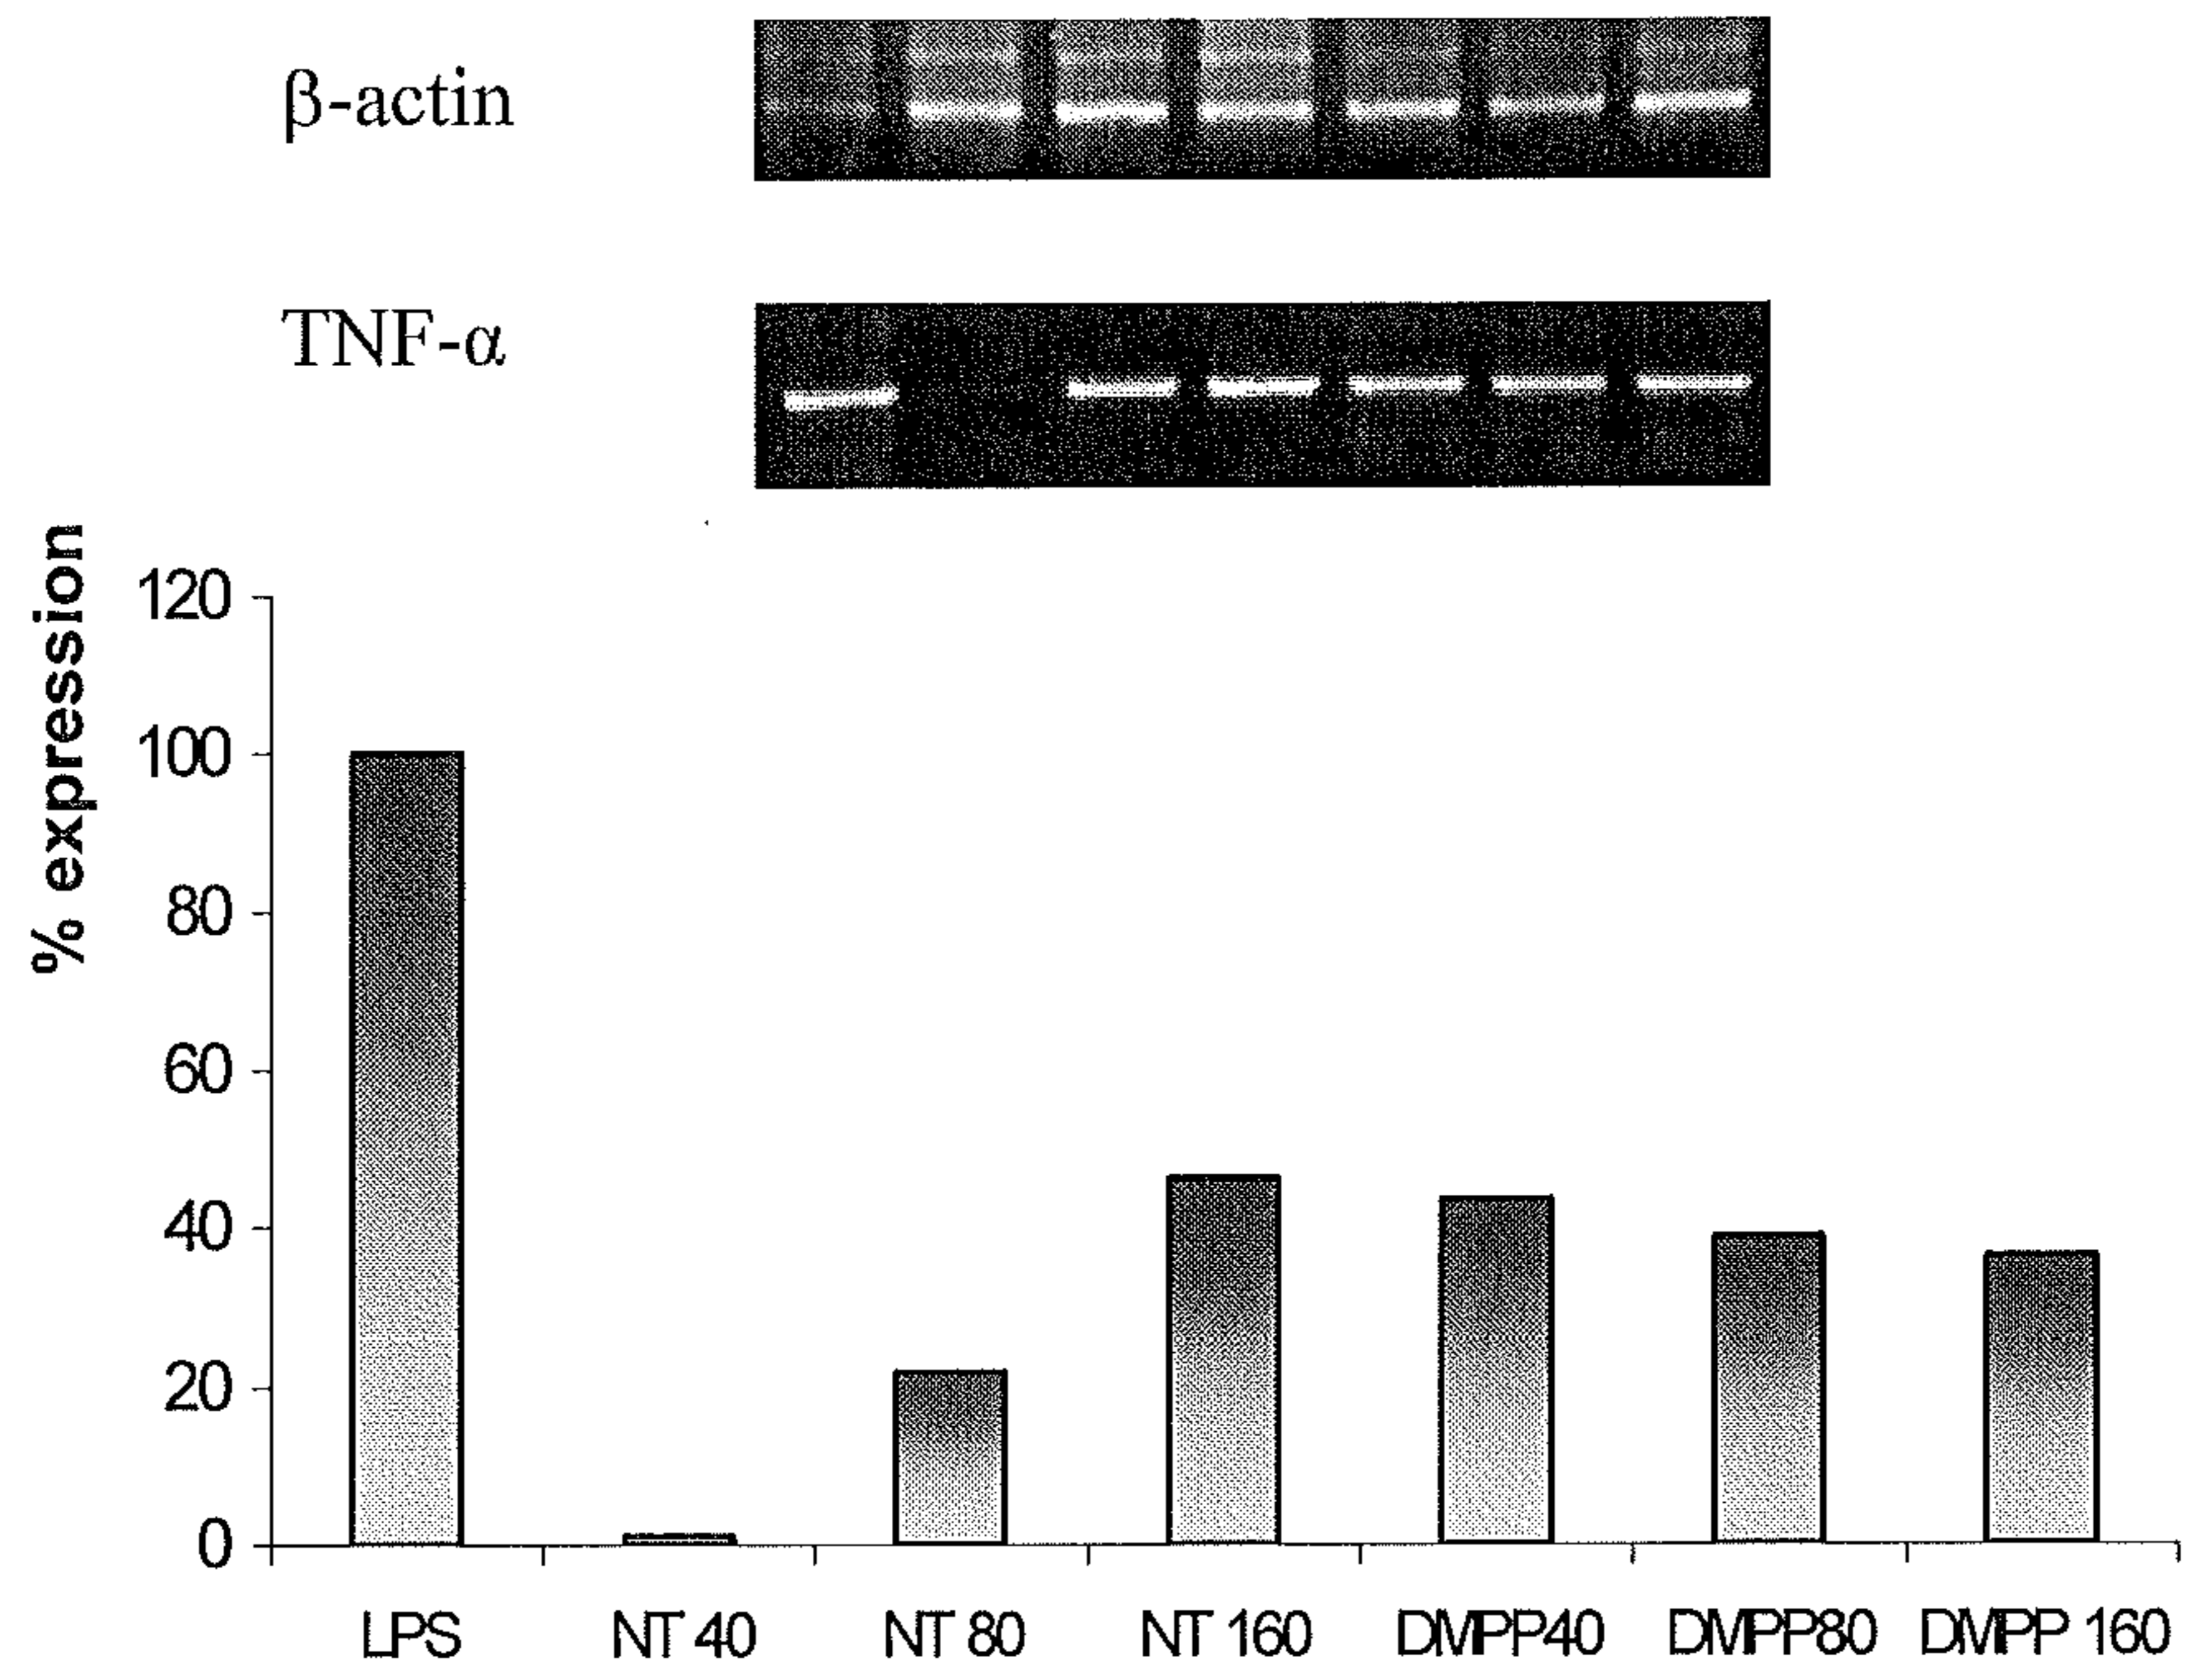 β-actin
TNF-α
% expression
120
100
80
60
40
20
0
LPS NT 40 NT 80 NT 160 DMPP40 DMPP80 DMPP 160